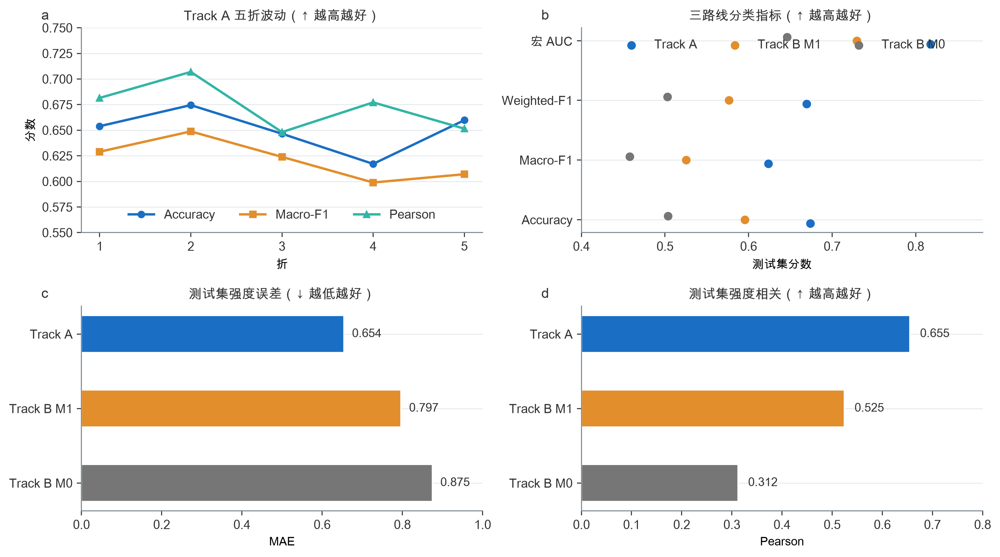 a
Track A 五折波动 ( ↑ 越高越好 )
0.750
0.725
0.700
0.675
0.650
0.625
0.600
0.575
0.550
分数
Accuracy
Macro-F1
Pearson
1
2
3
4
5
折
b
三路线分类指标 ( ↑ 越高越好 )
宏 AUC
Weighted-F1
Macro-F1
Accuracy
Track A
Track B M1
Track B M0
0.4
0.5
0.6
0.7
0.8
测试集分数
c
测试集强度误差 ( ↓ 越低越好 )
Track A
0.654
Track B M1
0.797
Track B M0
0.875
0.0
0.2
0.4
0.6
0.8
1.0
MAE
d
测试集强度相关 ( ↑ 越高越好 )
Track A
0.655
Track B M1
0.525
Track B M0
0.312
0.0
0.1
0.2
0.3
0.4
0.5
0.6
0.7
0.8
Pearson